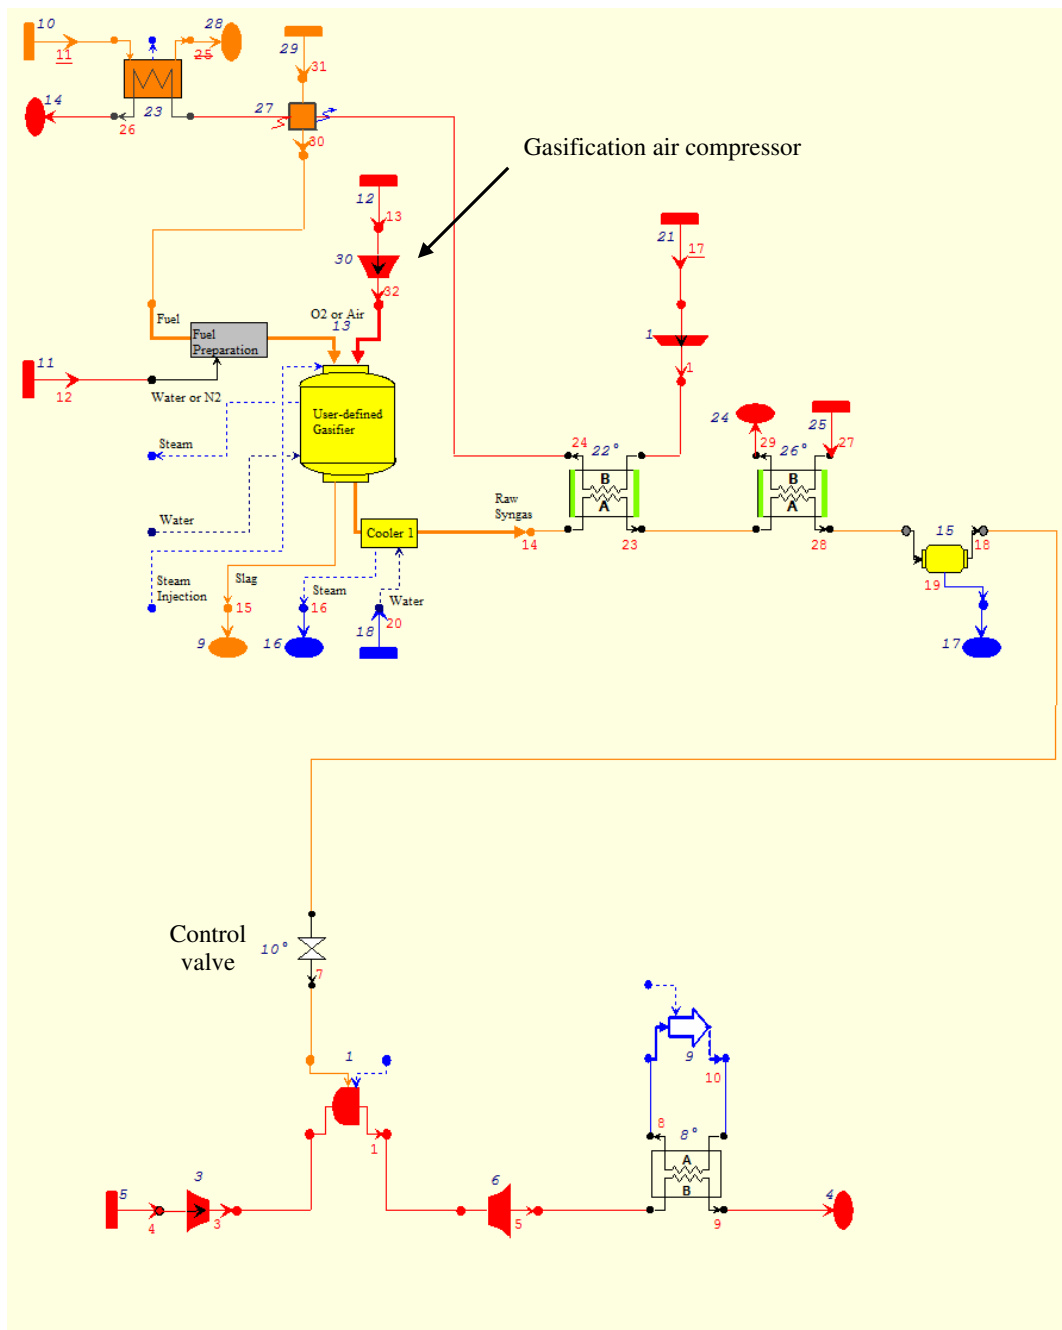 10
28
29
11
25
31
14
23
27
26
30
Gasification air compressor
12
13
21
30
17
32
O2 or Air
Fuel
13
Fuel
Preparation
1
11
1
12
Water or N2
User-defined
Gasifier
24
25
Steam
24
22°
29
26°
27
B
B
A
A
Raw
Syngas
Water
Cooler 1
14
23
28
15
18
Steam
Injection
Slag
Steam
Water
19
15
16
20
9
16
18
17
Control
valve
10°
7
1
9
10
8
8°
1
A
B
5
3
6
4
4
3
5
9